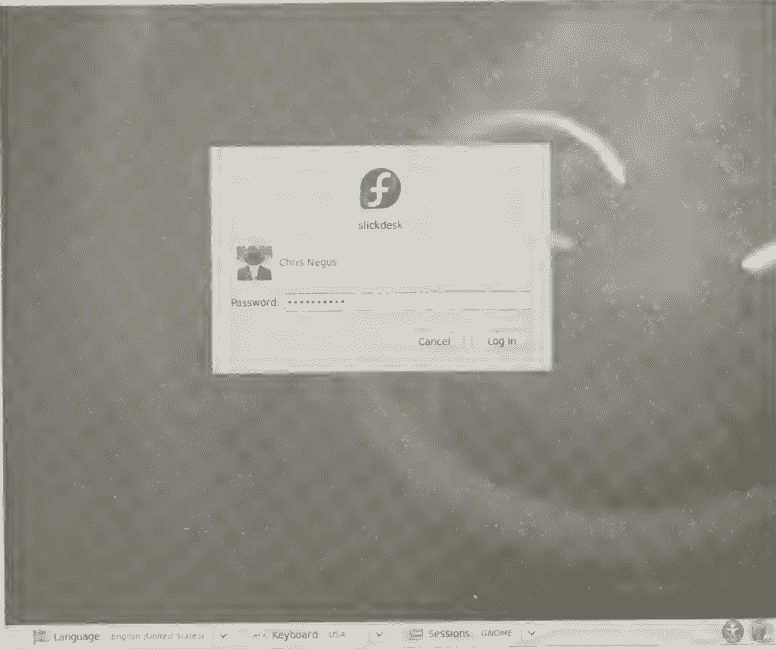 slickdesk
Chris Negus
Password: ••••••••••
Cancel Log In
Language English (United States) Keyboard: USA Sessions: GNOME